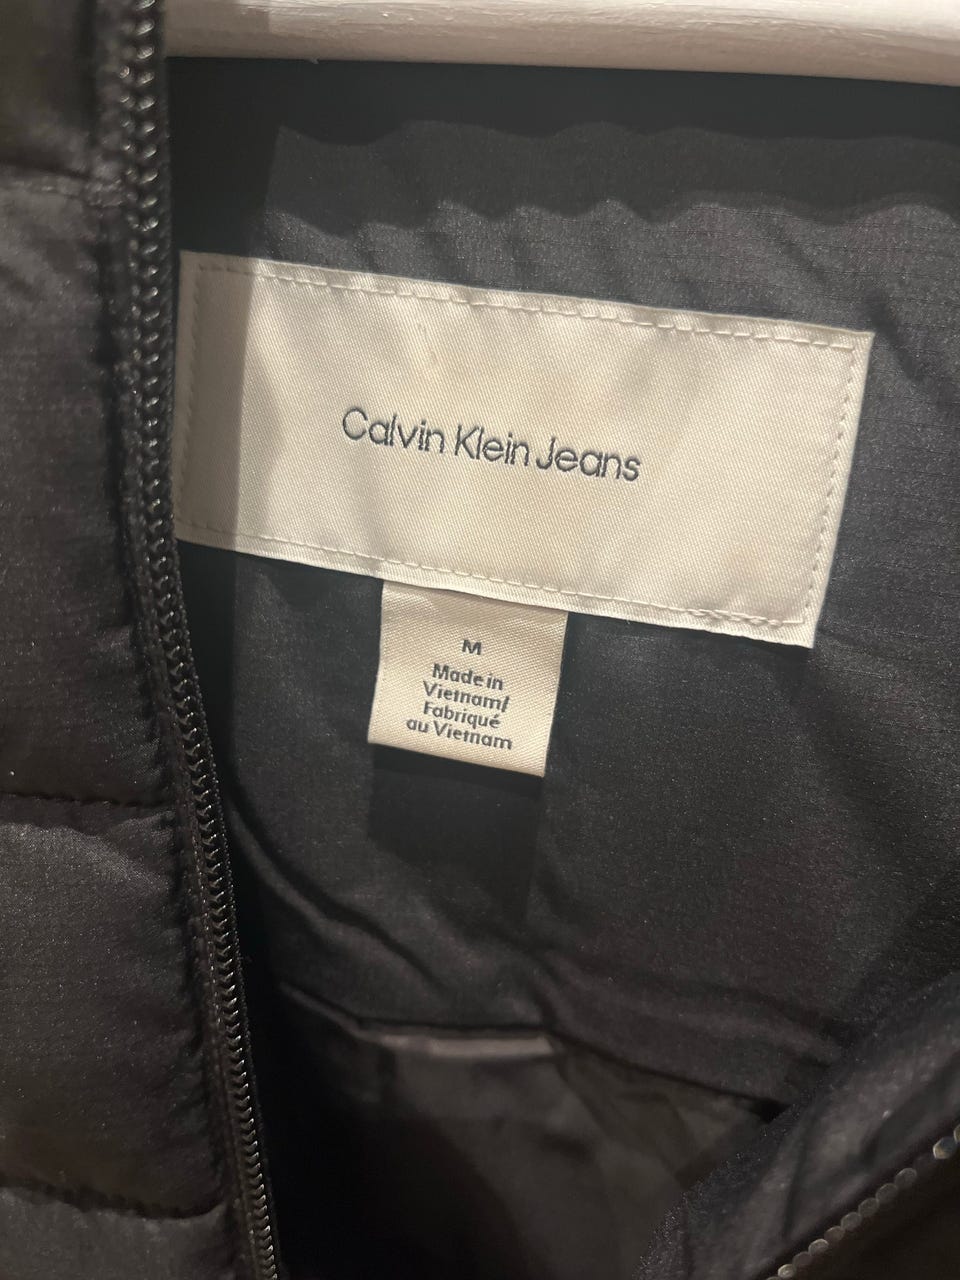 Calvin Klein Jeans
M
Made in
Vietnam/
Fabriqué
au Vietnam